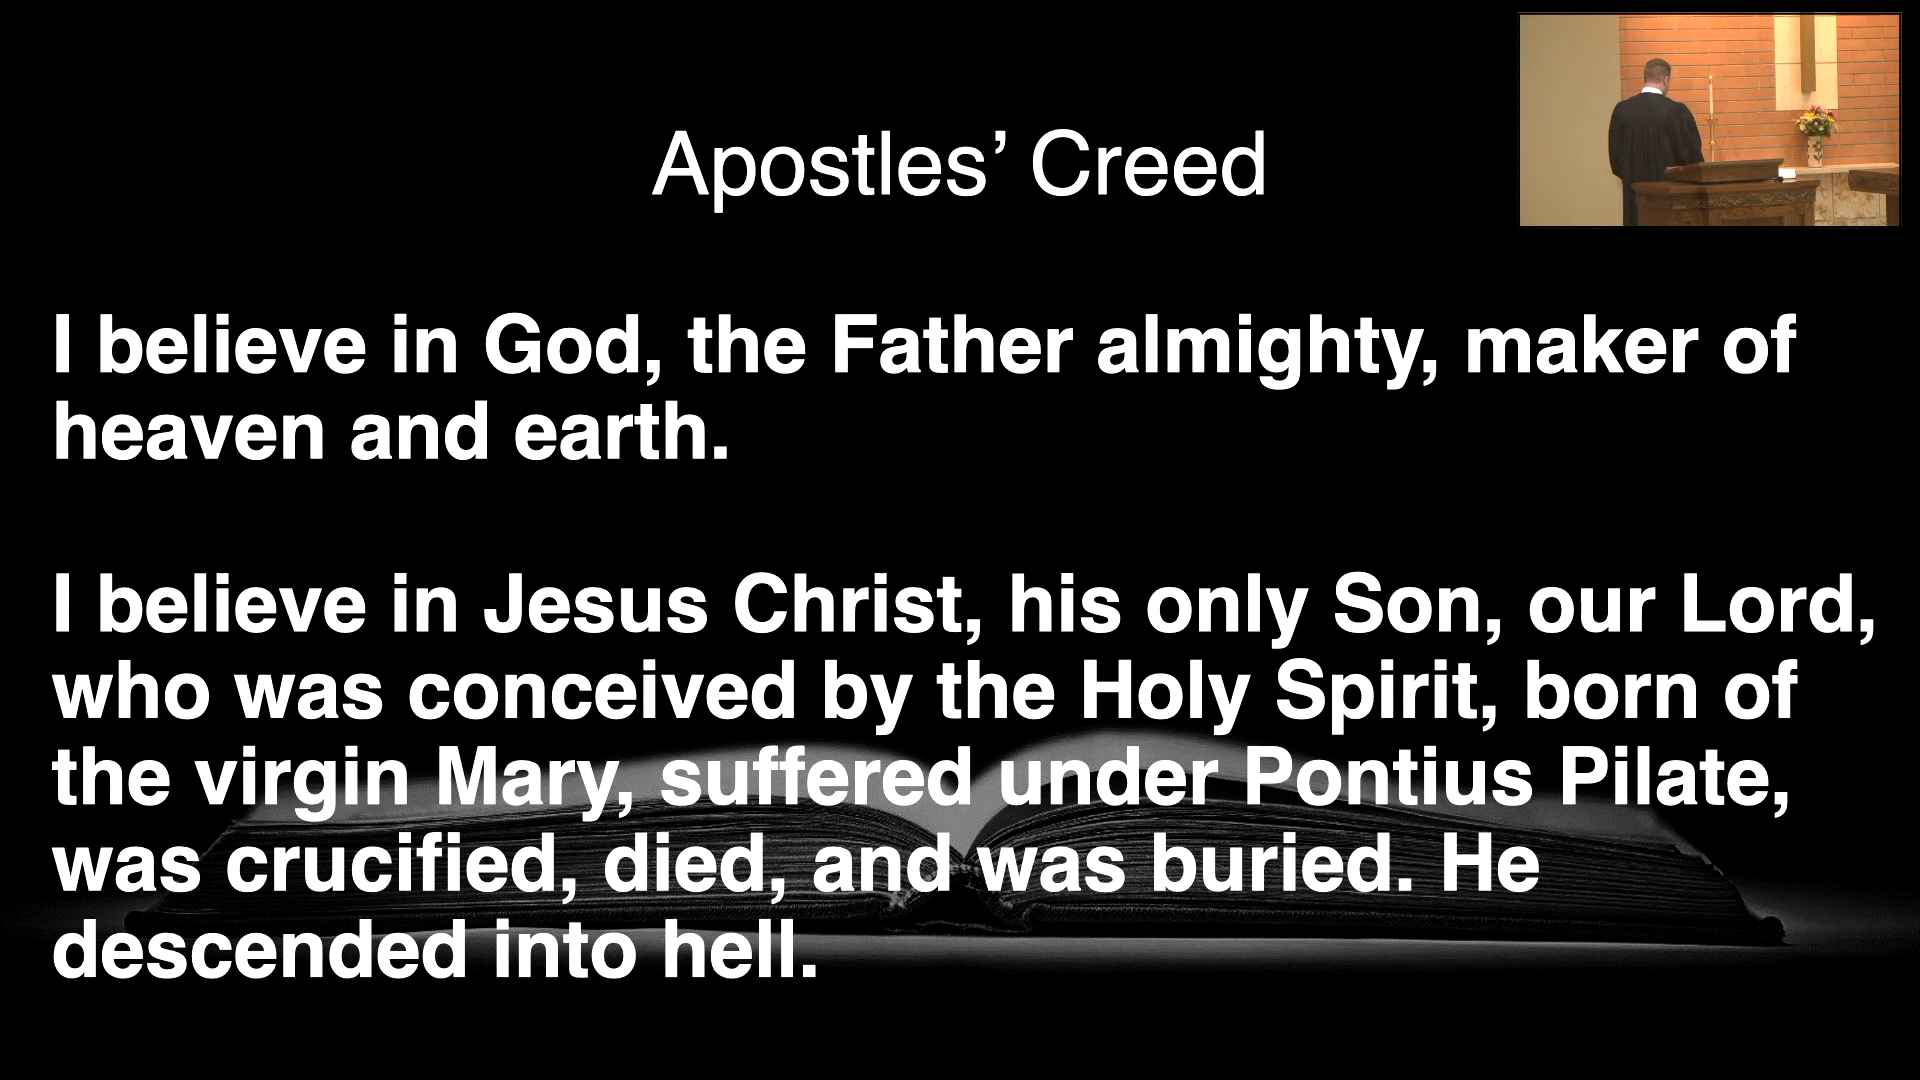 Apostles’ Creed
I believe in God, the Father almighty, maker of
heaven and earth.
I believe in Jesus Christ, his only Son, our Lord,
who was conceived by the Holy Spirit, born of
the virgin Mary, suffered under Pontius Pilate,
was crucified, died, and was buried. He
descended into hell.